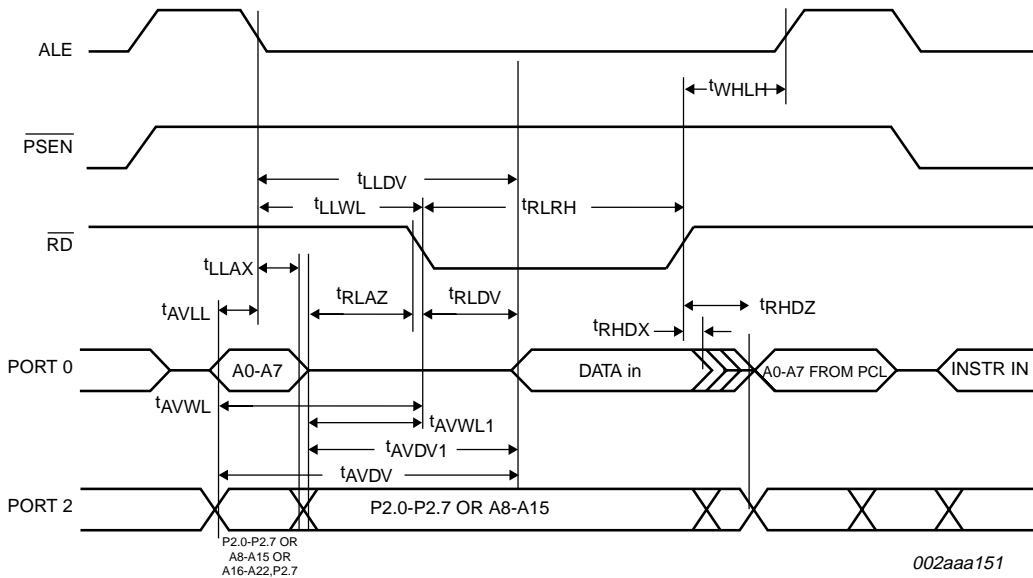 ALE
tWHLH
PSEN
tLLDV
tLLWL
tRLRH
RD
tLLAX
tAVLL
tRLAZ
tRLDV
tRHDZ
tRHDX
PORT 0
A0-A7
DATA in
A0-A7 FROM PCL
INSTR IN
tAVWL
tAVWL1
tAVDV1
tAVDV
PORT 2
P2.0-P2.7 OR A8-A15
P2.0-P2.7 OR
A8-A15 OR
A16-A22,P2.7
002aaa151